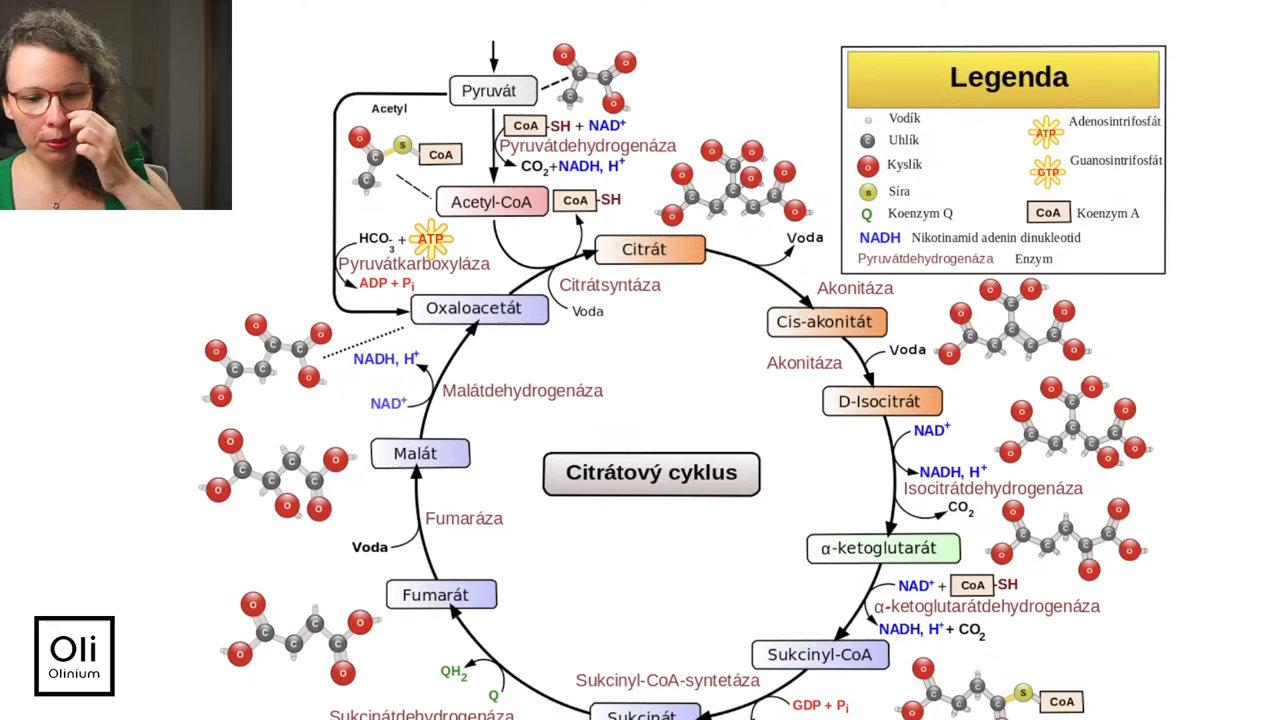 Pyruvát
Acetyl
CoA -SH + NAD+
Pyruvátdehydrogenáza
CO2+NADH, H+
S CoA
Acetyl-CoA
CoA -SH
HCO3- + ATP
Pyruvátkarboxyláza
ADP + Pi
Citrát
Voda
Citrátsyntáza
Voda
Oxaloacetát
Akonitáza
Cis-akonitát
Akonitáza
Voda
D-Isocitrát
NAD+
NADH, H+
Isocitrátdehydrogenáza
CO2
α-ketoglutarát
NAD+ + CoA -SH
α-ketoglutarátdehydrogenáza
NADH, H+ + CO2
Sukcinyl-CoA
S CoA
Sukcinyl-CoA-syntetáza
GDP + Pi
Sukcinát
Sukcinátdehydrogenáza
Q
QH2
Fumarát
Voda
Fumaráza
Malát
Malátdehydrogenáza
NAD+
NADH, H+
Citrátový cyklus
Legenda
Vodík
C Uhlík
O Kyslík
S Síra
Q Koenzym Q
ATP Adenosintrifosfát
GTP Guanosintrifosfát
CoA Koenzym A
NADH Nikotinamid adenin dinukleotid
Pyruvátdehydrogenáza Enzym
Oli
Olinium